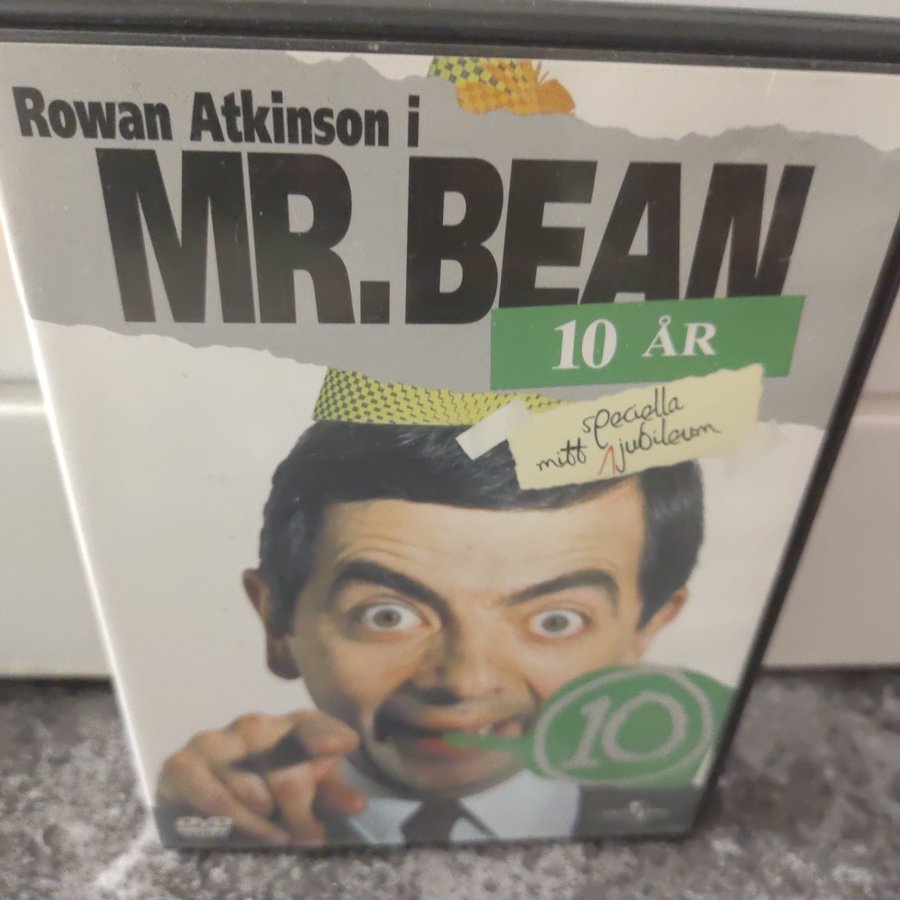 Rowan Atkinson i
MR. BEAN
10 ÅR
speciella
mitt jubileum
10
DVD